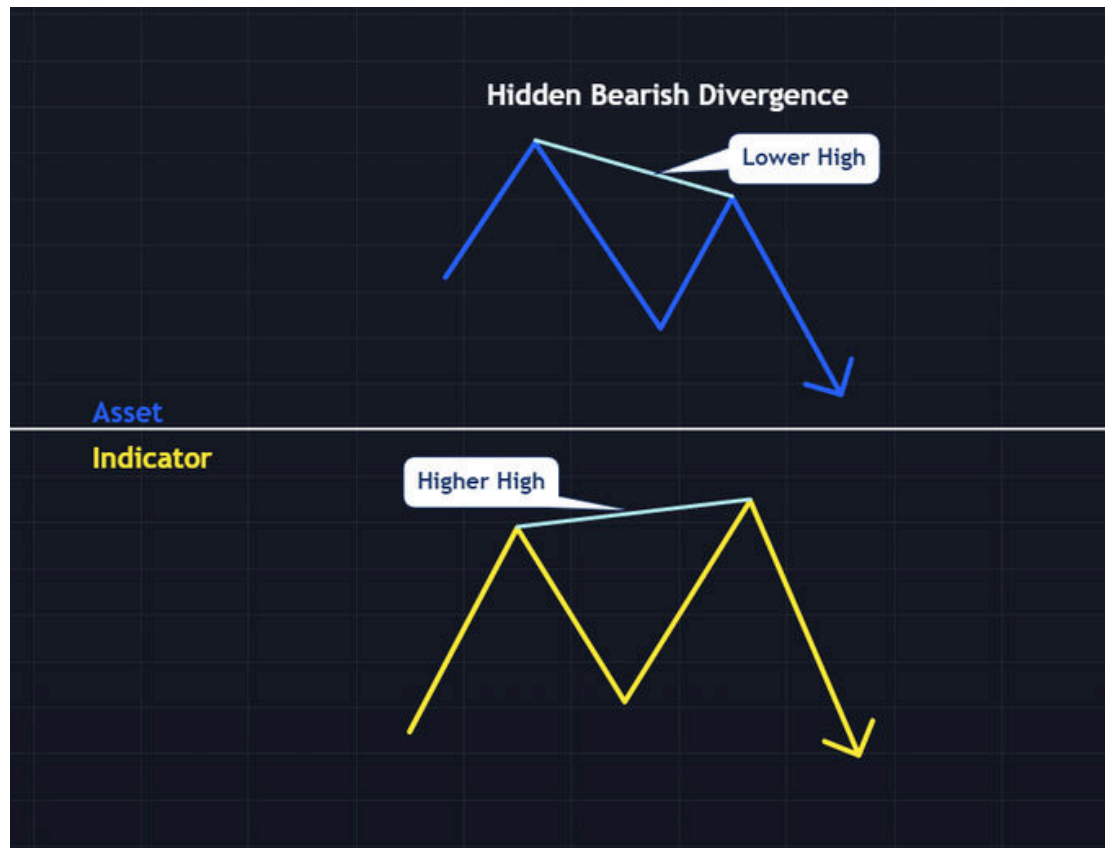 Hidden Bearish Divergence
Lower High
Asset
Indicator
Higher High